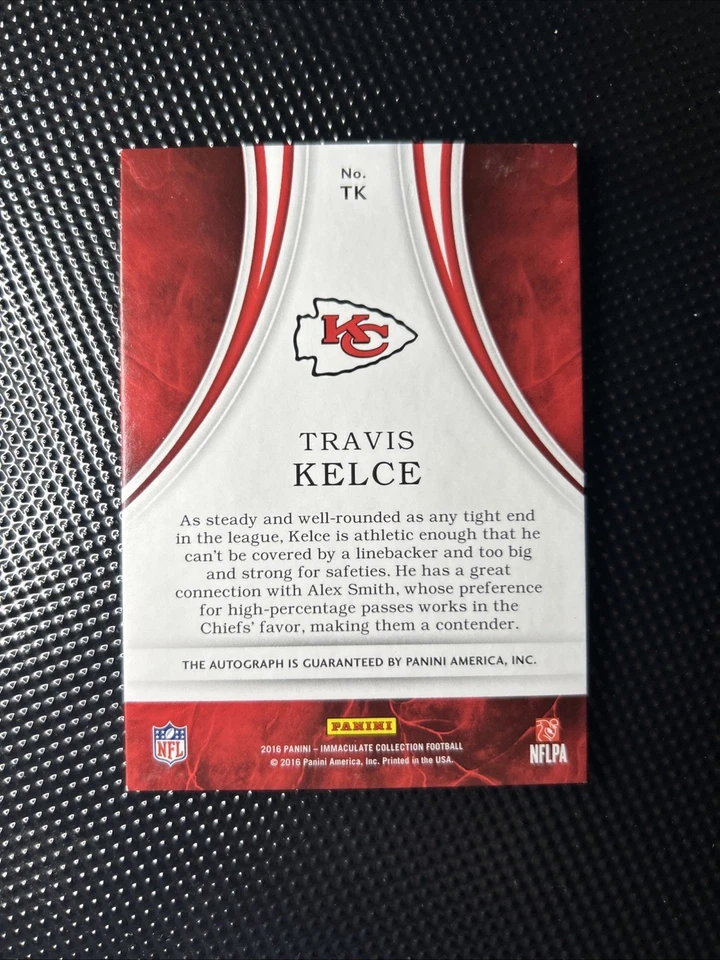 No.
TK
KC
TRAVIS
KELCE
As steady and well-rounded as any tight end
in the league, Kelce is athletic enough that he
can't be covered by a linebacker and too big
and strong for safeties. He has a great
connection with Alex Smith, whose preference
for high-percentage passes works in the
Chiefs' favor, making them a contender.
THE AUTOGRAPH IS GUARANTEED BY PANINI AMERICA, INC.
NFL
PANINI
2016 PANINI – IMMACULATE COLLECTION FOOTBALL
© 2016 Panini America, Inc. Printed in the USA.
NFLPA